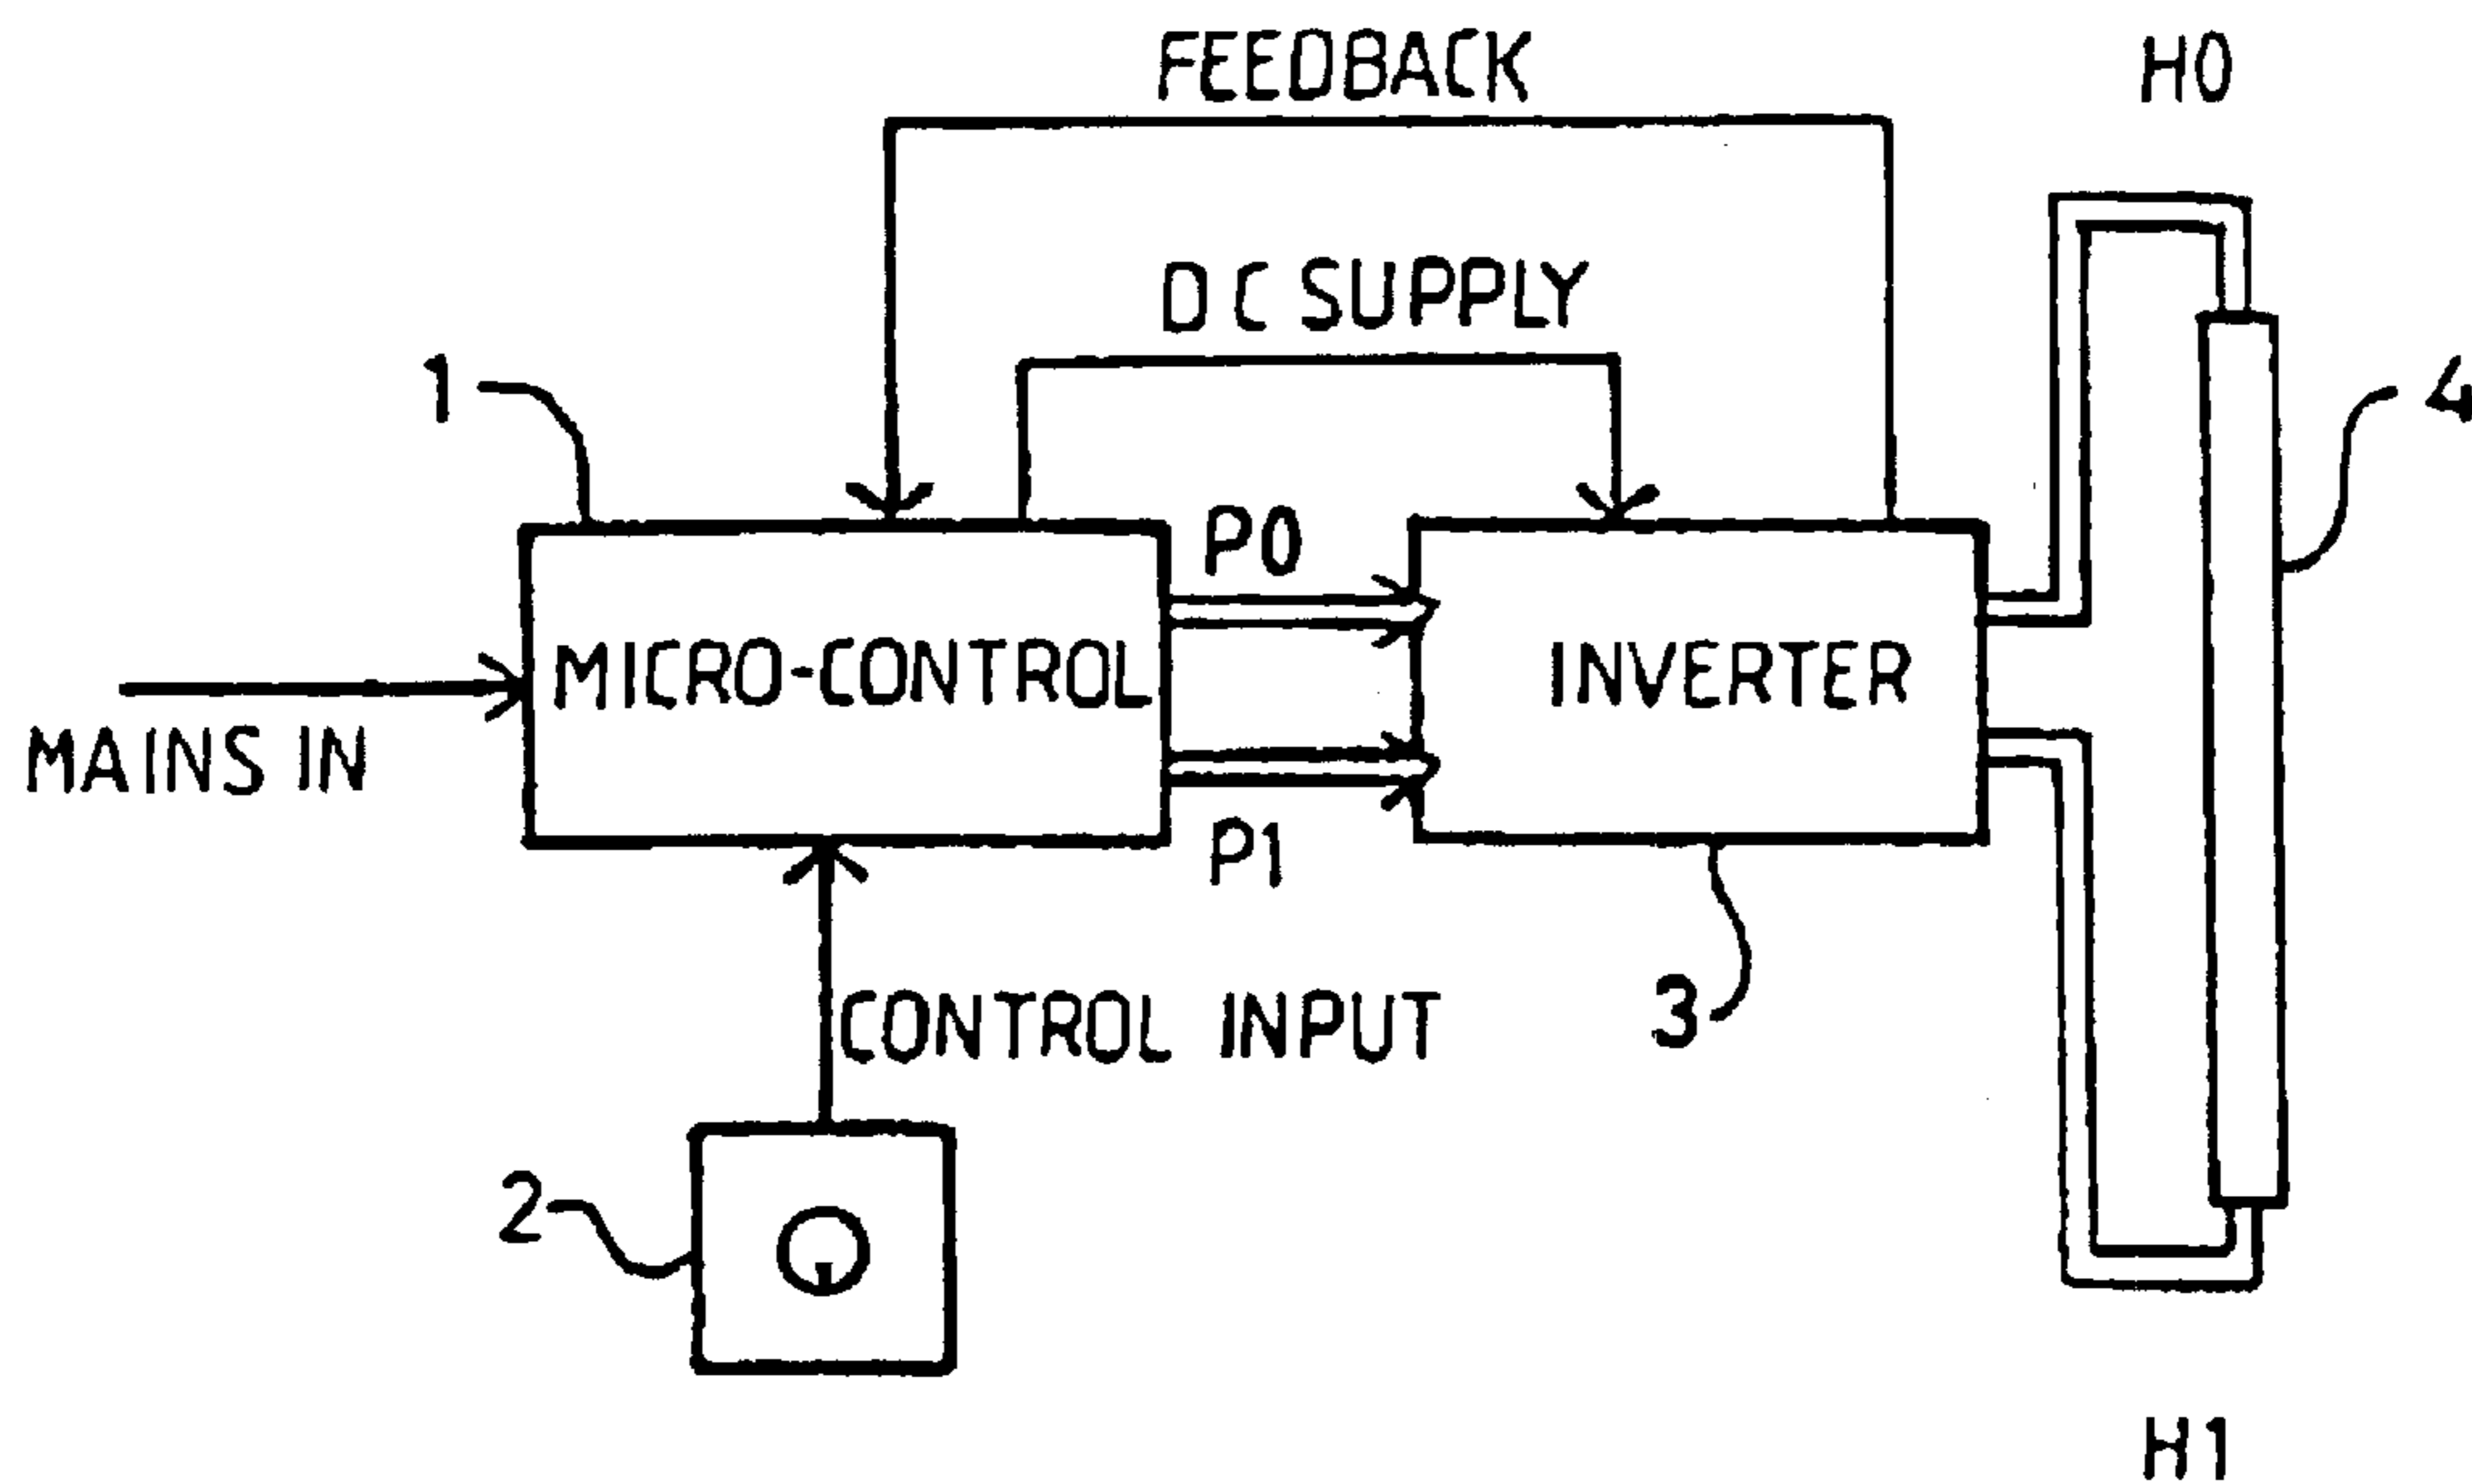 FEEDBACK
H0
DC SUPPLY
1
4
P0
MICRO-CONTROL
INVERTER
MAINS IN
P1
CONTROL INPUT
3
2
H1